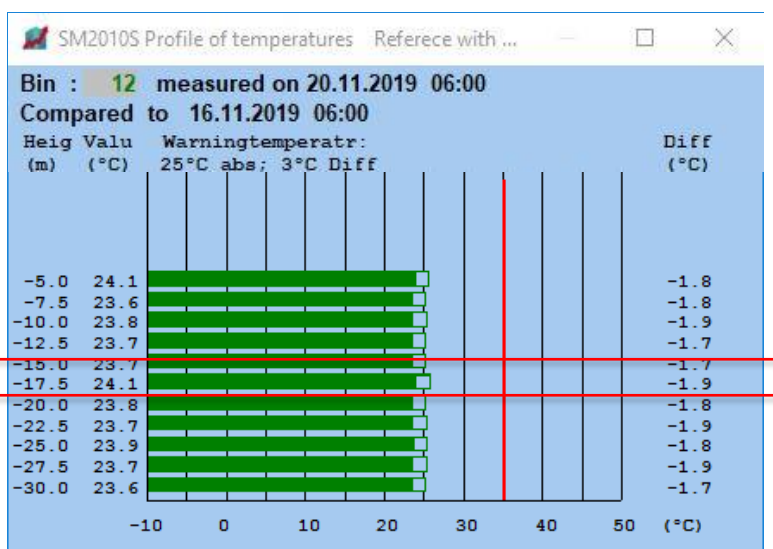 SM2010S Profile of temperatures Referece with ...
Bin : 12 measured on 20.11.2019 06:00
Compared to 16.11.2019 06:00
Heig Valu Warningtemperatr: Diff
(m) (°C) 25°C abs; 3°C Diff (°C)
-5.0 24.1 -1.8
-7.5 23.6 -1.8
-10.0 23.8 -1.9
-12.5 23.7 -1.7
-15.0 23.7 -1.7
-17.5 24.1 -1.9
-20.0 23.8 -1.8
-22.5 23.7 -1.9
-25.0 23.9 -1.8
-27.5 23.7 -1.9
-30.0 23.6 -1.7
-10 0 10 20 30 40 50 (°C)